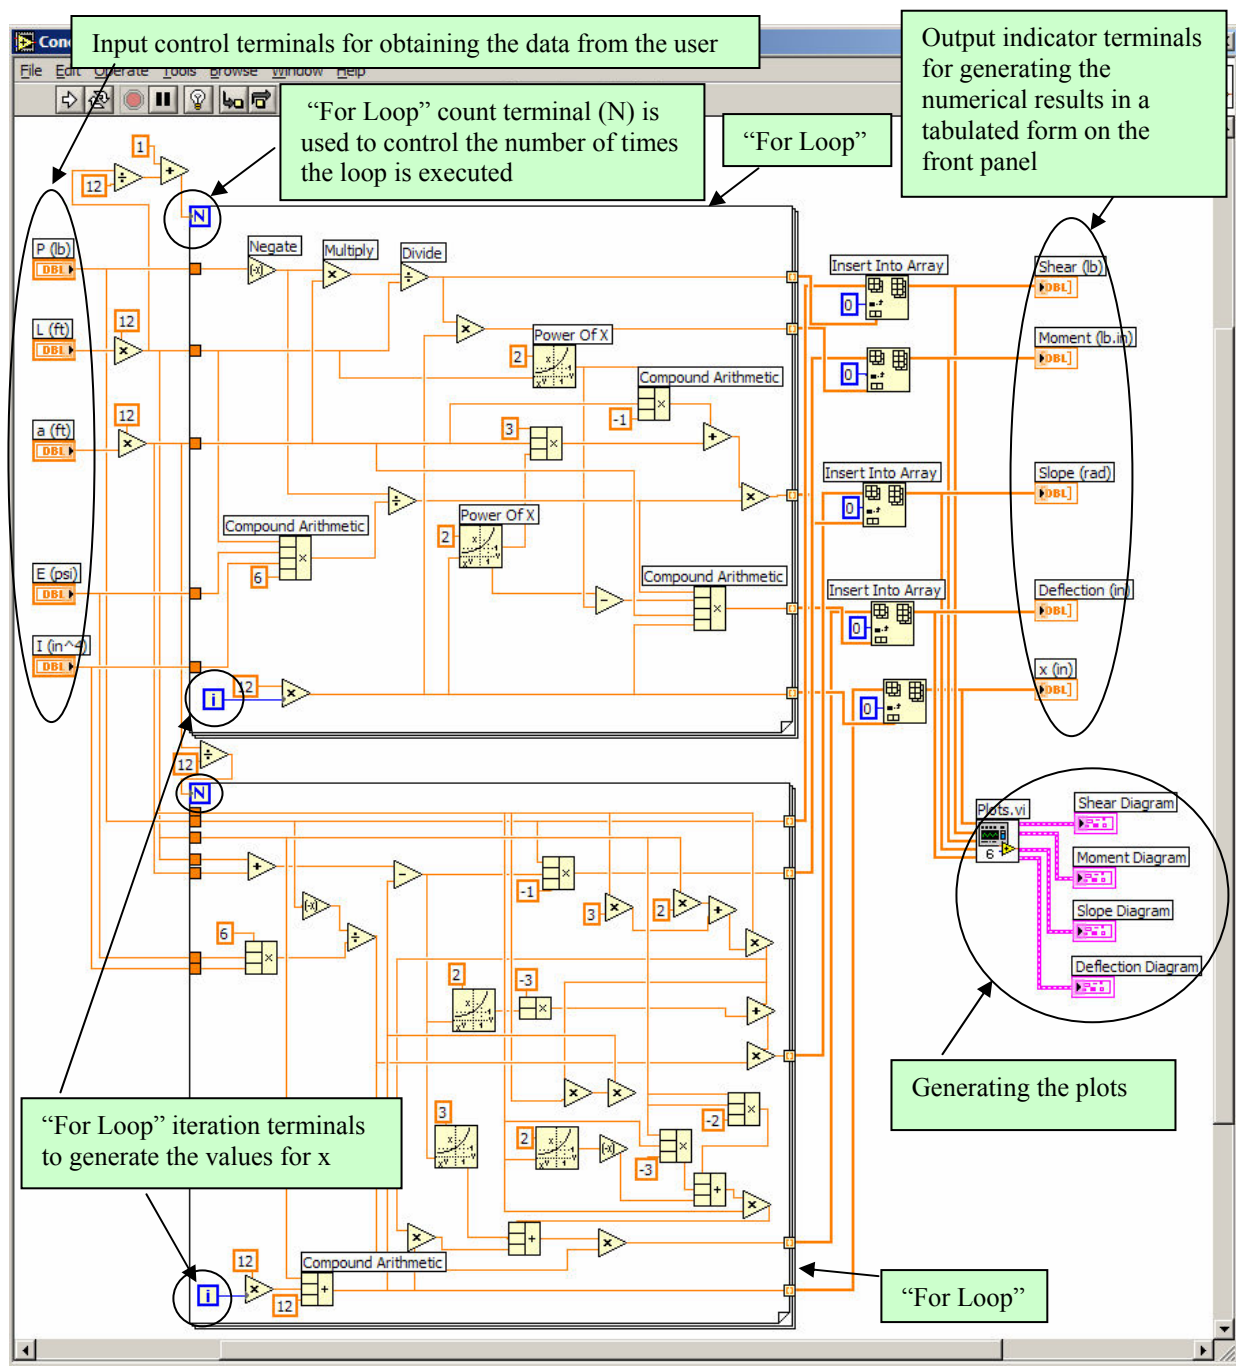 Input control terminals for obtaining the data from the user
Output indicator terminals
for generating the
numerical results in a
tabulated form on the
front panel
Con
File Edit Operate Tools Browse Window Help
“For Loop” count terminal (N) is
used to control the number of times
the loop is executed
“For Loop”
1
+
÷
12
N
P (lb)
DBL
Negate
(-x)
Multiply
×
Divide
÷
Insert Into Array
0
Shear (lb)
DBL]
L (ft)
DBL
12
×
×
Power Of X
2
x
x^Y
0
Moment (lb.in)
DBL]
Compound Arithmetic
×
-1
a (ft)
DBL
12
×
3
×
+
Insert Into Array
0
Slope (rad)
DBL]
÷
×
Power Of X
2
Compound Arithmetic
×
6
E (psi)
DBL
Compound Arithmetic
×
−
Insert Into Array
0
Deflection (in)
DBL]
I (in^4)
DBL
i
12
×
0
x (in)
DBL]
12
÷
N
Plots.vi
6
Shear Diagram
Moment Diagram
Slope Diagram
Deflection Diagram
+
−
-1
×
(-x)
3
×
2
×
+
6
×
÷
×
2
-3
×
+
×
×
×
-2
×
3
2
(-x)
-3
×
+
×
Generating the plots
“For Loop” iteration terminals
to generate the values for x
×
+
×
12
i
×
12
Compound Arithmetic
+
“For Loop”